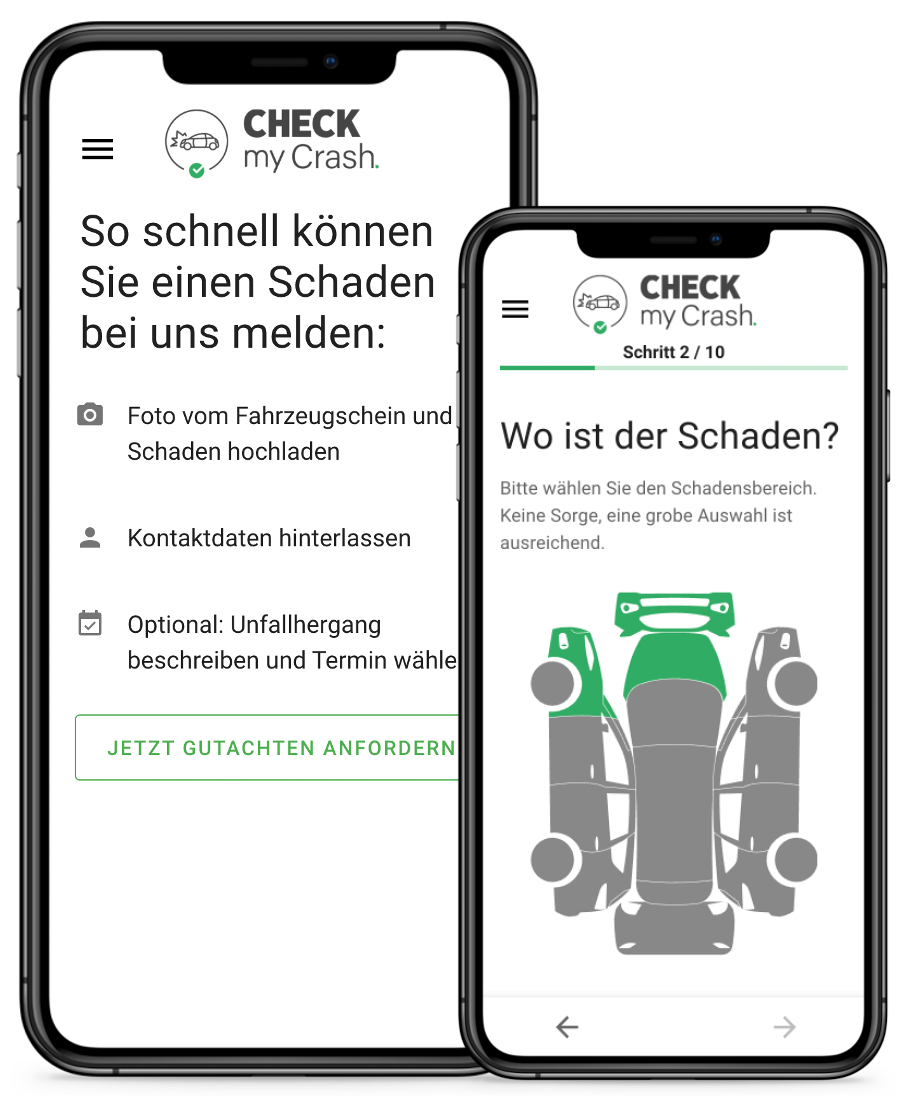 CHECK
my Crash.
So schnell können
Sie einen Schaden
bei uns melden:
Foto vom Fahrzeugschein und
Schaden hochladen
Kontaktdaten hinterlassen
Optional: Unfallhergang
beschreiben und Termin wähle
JETZT GUTACHTEN ANFORDERN
CHECK
my Crash.
Schritt 2 / 10
Wo ist der Schaden?
Bitte wählen Sie den Schadensbereich.
Keine Sorge, eine grobe Auswahl ist
ausreichend.